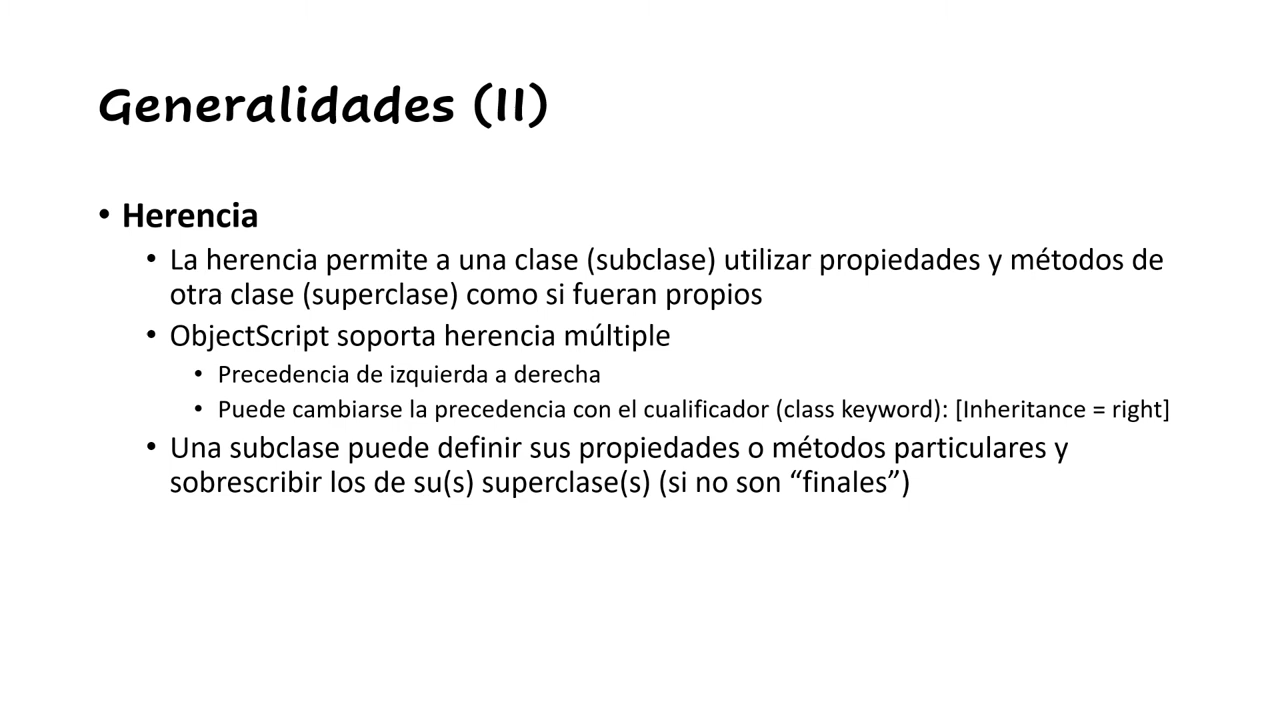 Generalidades (II)
• Herencia
• La herencia permite a una clase (subclase) utilizar propiedades y métodos de
otra clase (superclase) como si fueran propios
• ObjectScript soporta herencia múltiple
• Precedencia de izquierda a derecha
• Puede cambiarse la precedencia con el cualificador (class keyword): [Inheritance = right]
• Una subclase puede definir sus propiedades o métodos particulares y
sobrescribir los de su(s) superclase(s) (si no son “finales”)